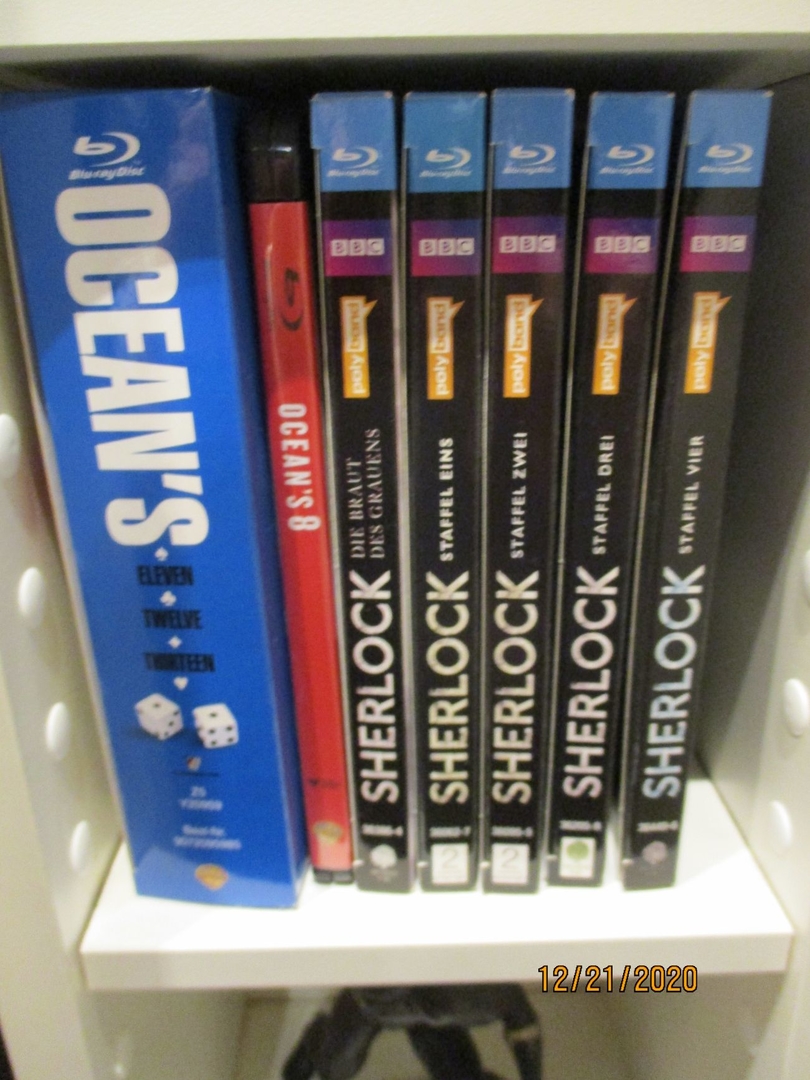 Blu-ray Disc
OCEAN'S
ELEVEN
TWELVE
THIRTEEN
OCEAN'S 8
Blu-ray Disc
BBC
polyband
DIE BRAUT
DES GRAUENS
SHERLOCK
Blu-ray Disc
BBC
polyband
STAFFEL EINS
SHERLOCK
2
Blu-ray Disc
BBC
polyband
STAFFEL ZWEI
SHERLOCK
2
Blu-ray Disc
BBC
polyband
STAFFEL DREI
SHERLOCK
Blu-ray Disc
BBC
polyband
STAFFEL VIER
SHERLOCK
12/21/2020